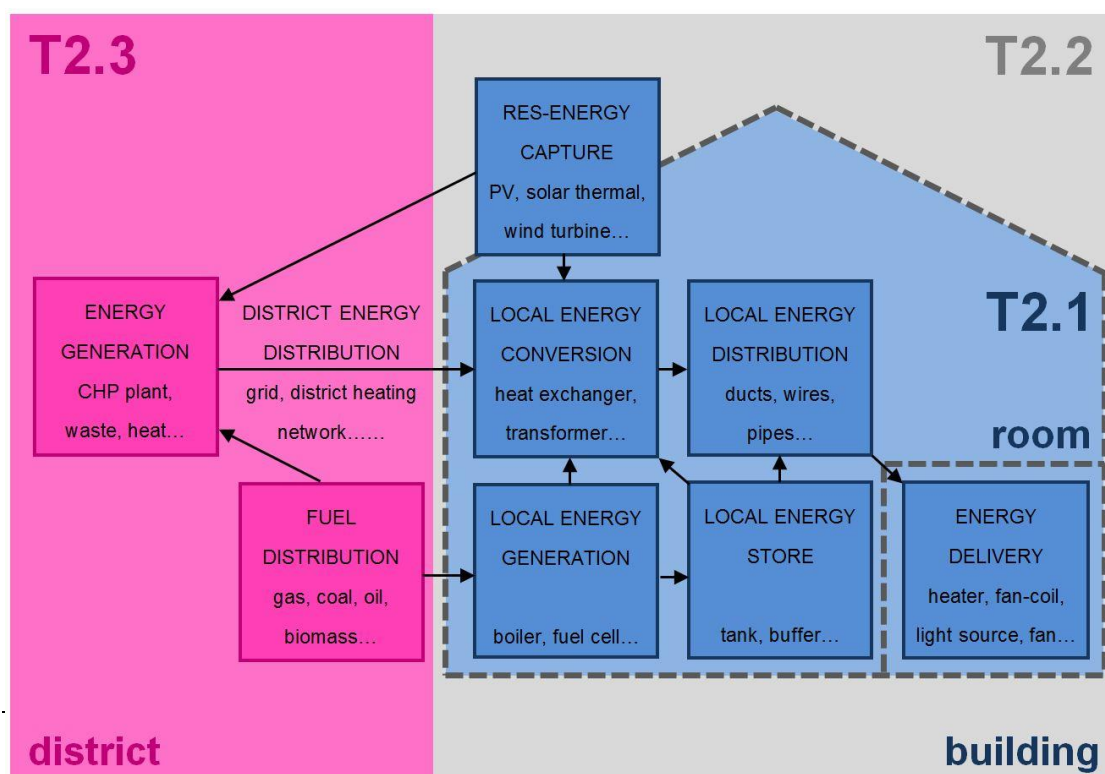 T2.3
T2.2
RES-ENERGY
CAPTURE
PV, solar thermal,
wind turbine…
ENERGY
GENERATION
CHP plant,
waste, heat…
DISTRICT ENERGY
DISTRIBUTION
grid, district heating
network……
LOCAL ENERGY
CONVERSION
heat exchanger,
transformer…
LOCAL ENERGY
DISTRIBUTION
ducts, wires,
pipes…
T2.1
room
FUEL
DISTRIBUTION
gas, coal, oil,
biomass…
LOCAL ENERGY
GENERATION
boiler, fuel cell…
LOCAL ENERGY
STORE
tank, buffer…
ENERGY
DELIVERY
heater, fan-coil,
light source, fan…
district
building